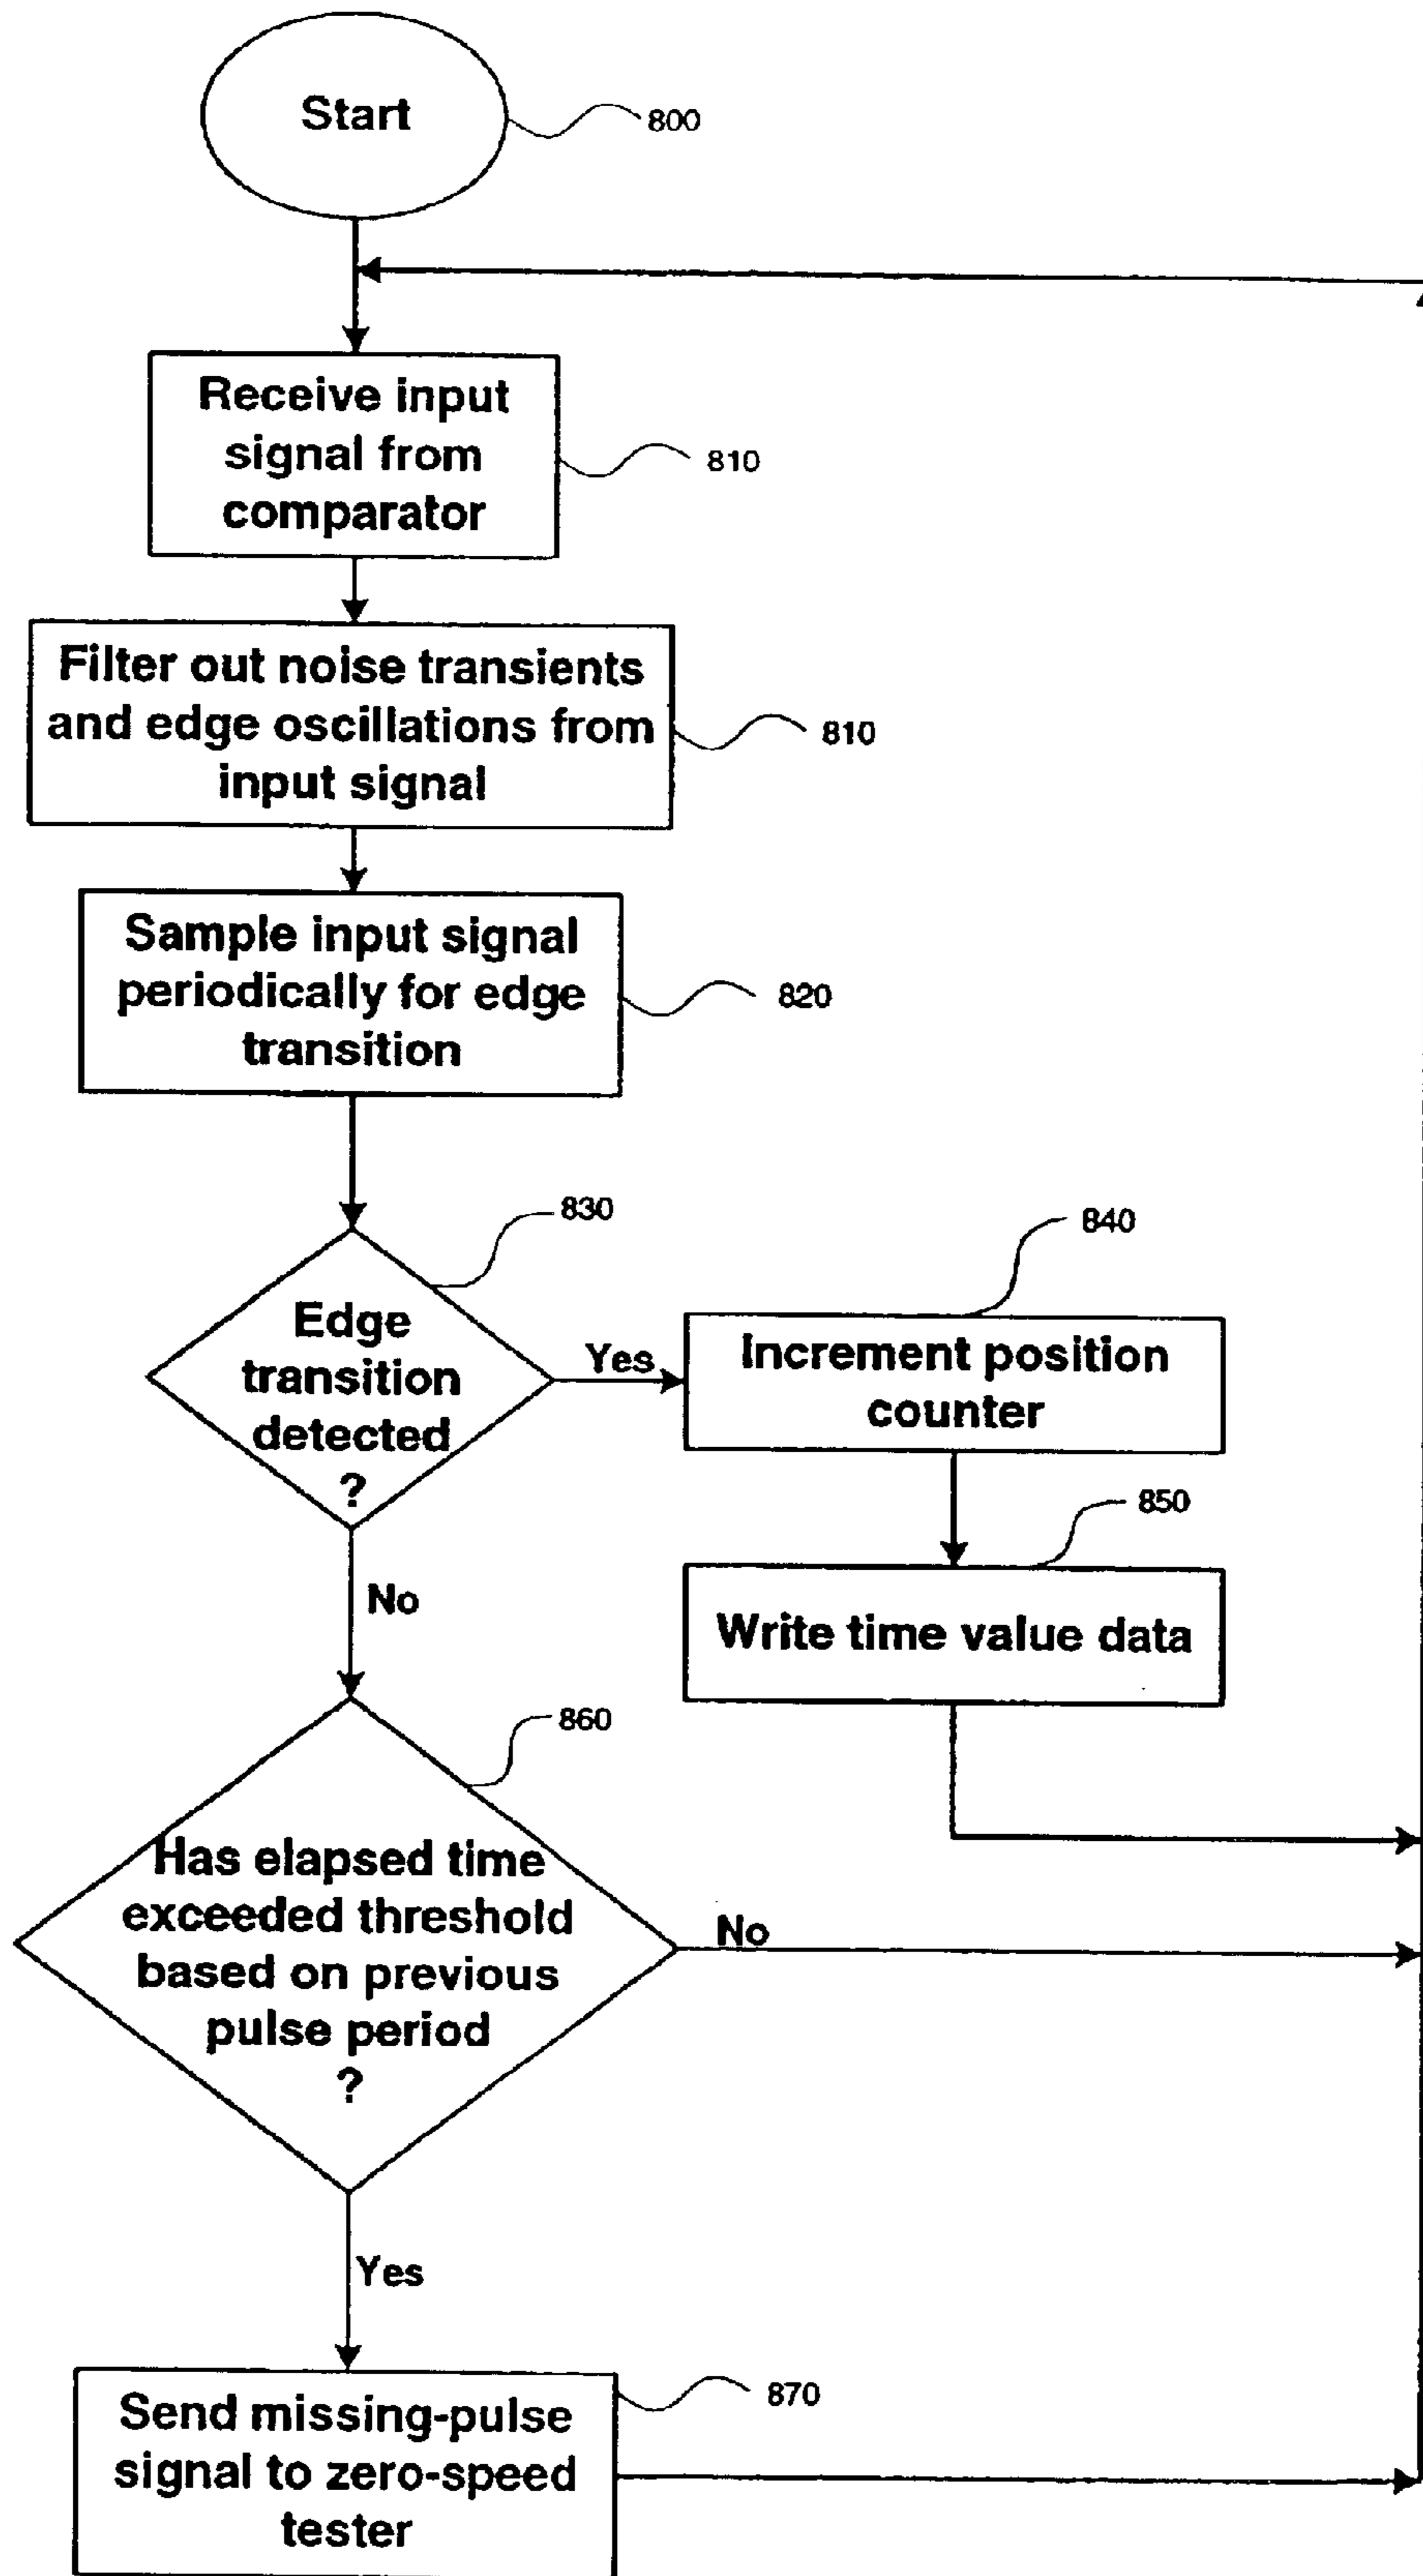 Start
800
Receive input
signal from
comparator
810
Filter out noise transients
and edge oscillations from
input signal
810
Sample input signal
periodically for edge
transition
820
830
Edge
transition
detected
?
Yes
840
Increment position
counter
850
Write time value data
No
860
Has elapsed time
exceeded threshold
based on previous
pulse period
?
No
Yes
870
Send missing-pulse
signal to zero-speed
tester